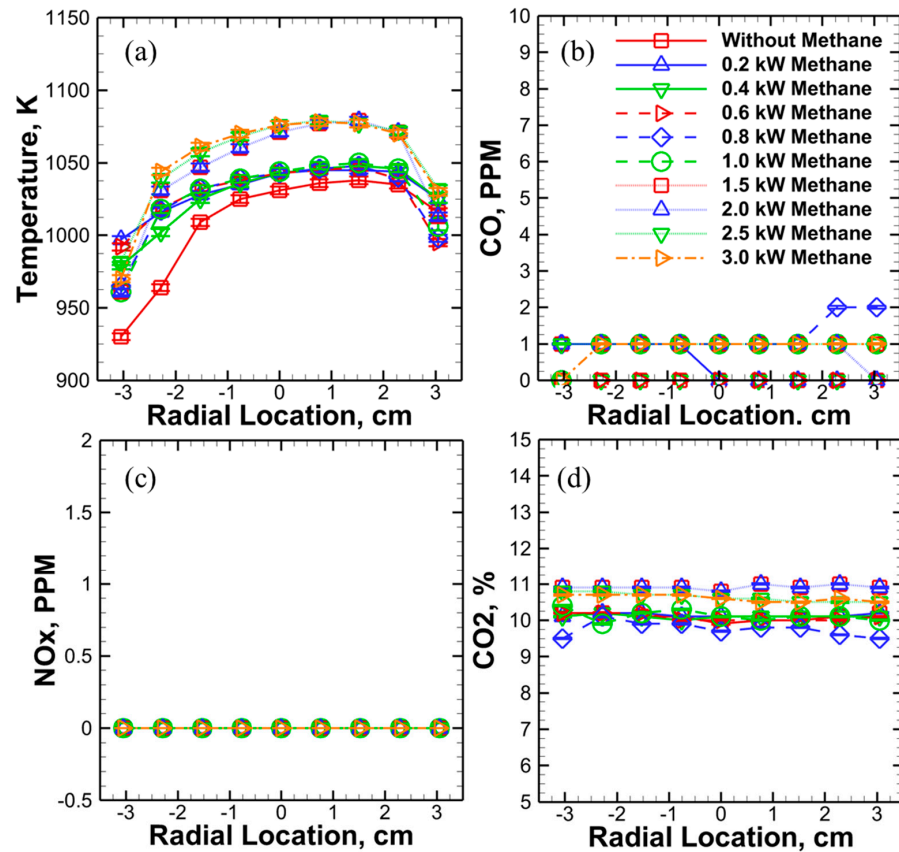 (a)
Temperature, K
1150
1100
1050
1000
950
900
-3 -2 -1 0 1 2 3
Radial Location, cm
(b)
CO, PPM
10
9
8
7
6
5
4
3
2
1
0
Without Methane
0.2 kW Methane
0.4 kW Methane
0.6 kW Methane
0.8 kW Methane
1.0 kW Methane
1.5 kW Methane
2.0 kW Methane
2.5 kW Methane
3.0 kW Methane
-3 -2 -1 0 1 2 3
Radial Location. cm
(c)
NOx, PPM
2
1.5
1
0.5
0
-0.5
-3 -2 -1 0 1 2 3
Radial Location, cm
(d)
CO2, %
15
14
13
12
11
10
9
8
7
6
5
-3 -2 -1 0 1 2 3
Radial Location, cm